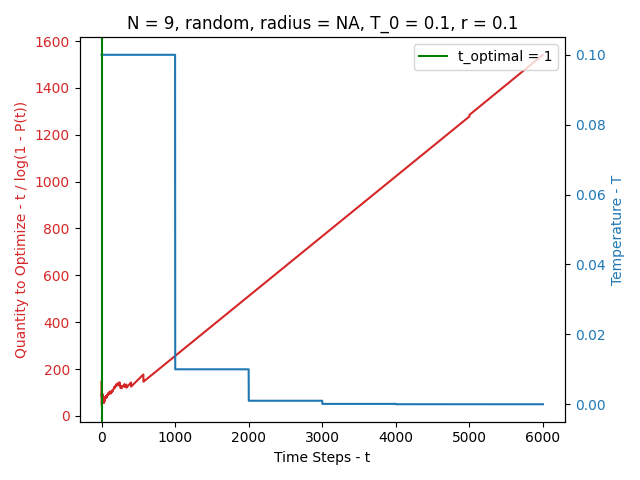 N = 9, random, radius = NA, T_0 = 0.1, r = 0.1
t_optimal = 1
Quantity to Optimize - t / log(1 - P(t))
1600
1400
1200
1000
800
600
400
200
0
0.10
0.08
0.06
0.04
0.02
0.00
Temperature - T
0 1000 2000 3000 4000 5000 6000
Time Steps - t